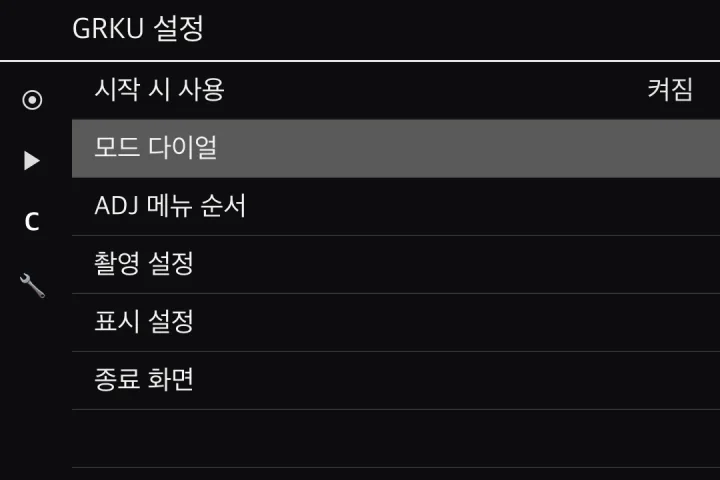 GRKU 설정
시작 시 사용 켜짐
모드 다이얼
ADJ 메뉴 순서
C
촬영 설정
표시 설정
종료 화면